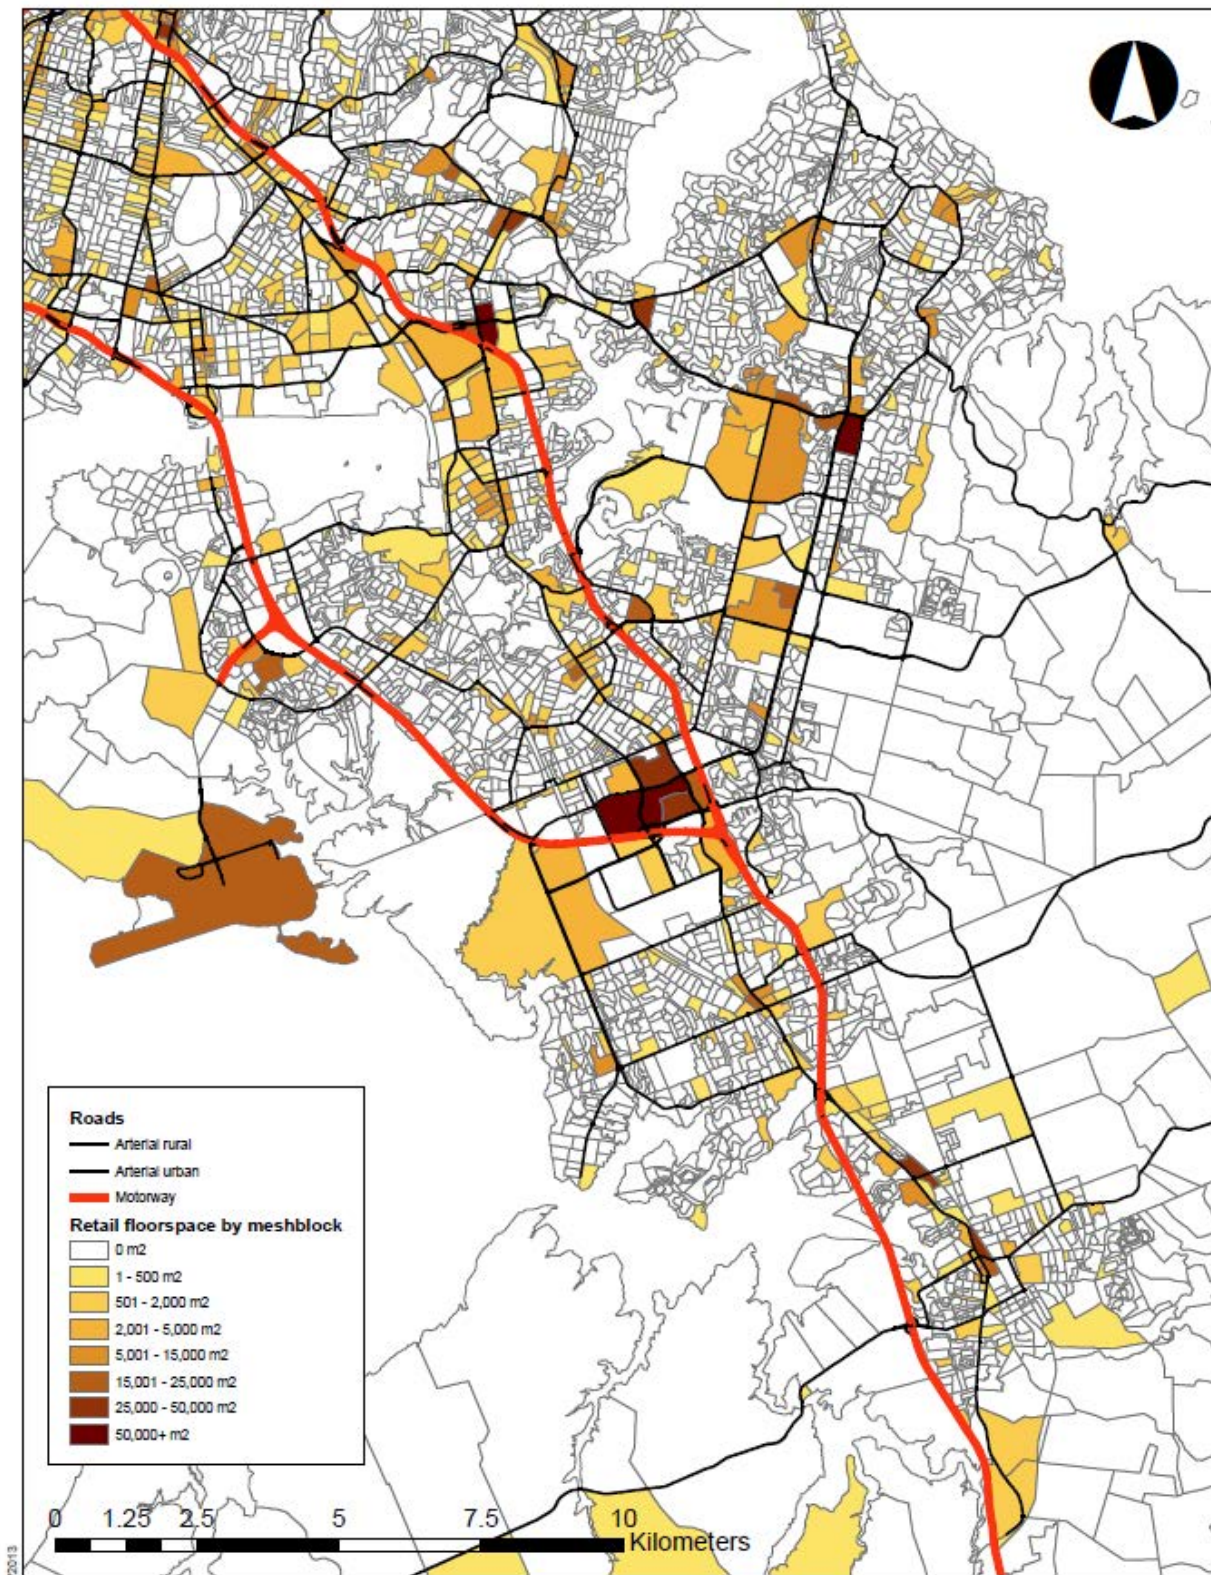 Roads
Arterial rural
Arterial urban
Motorway
Retail floorspace by meshblock
0 m2
1 - 500 m2
501 - 2,000 m2
2,001 - 5,000 m2
5,001 - 15,000 m2
15,001 - 25,000 m2
25,000 - 50,000 m2
50,000+ m2
0 1.25 2.5 5 7.5 10
Kilometers
/2013